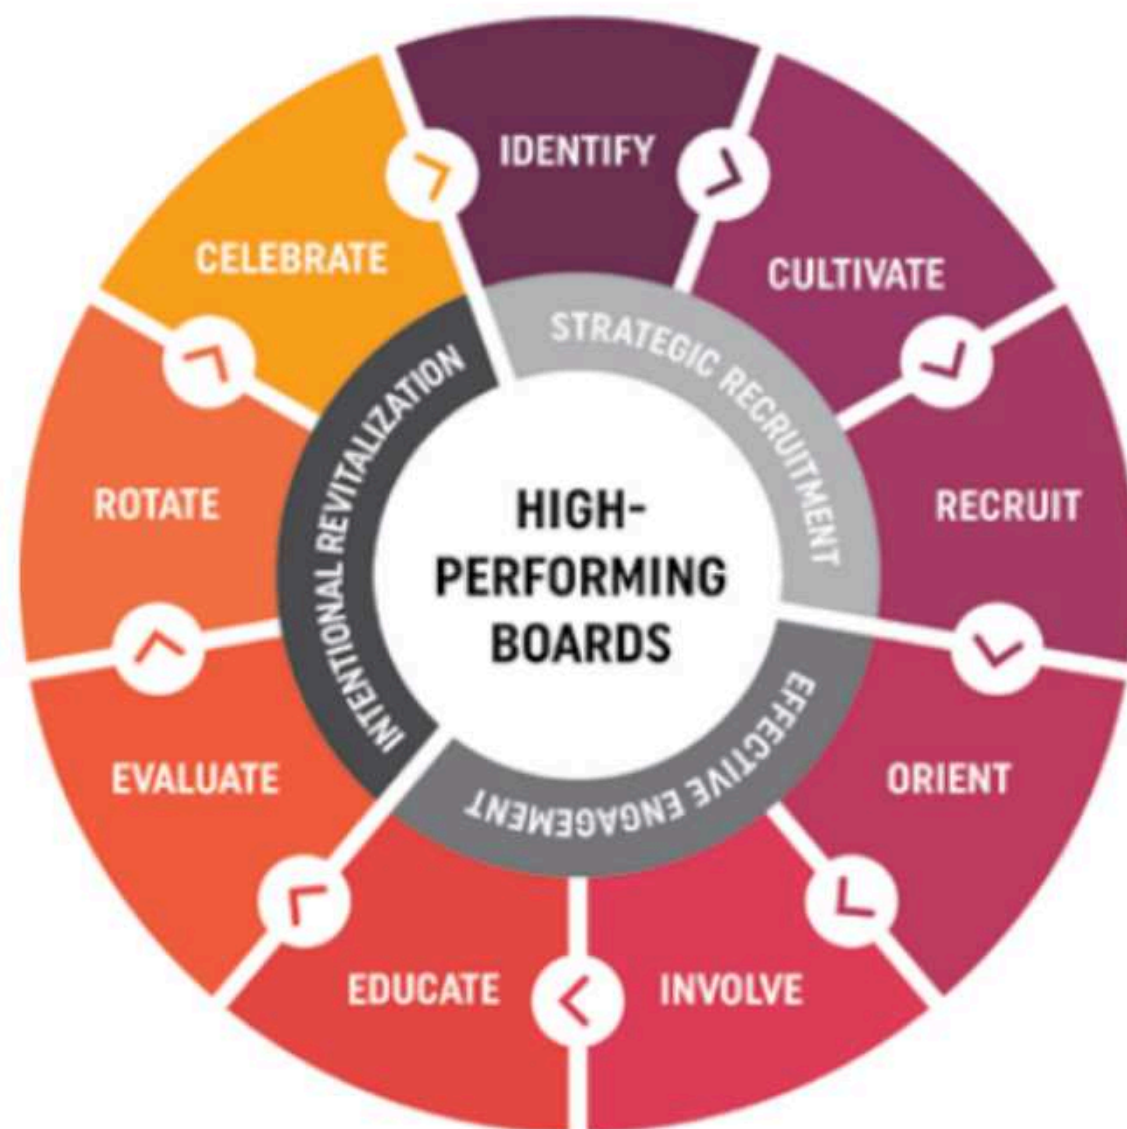 IDENTIFY
CULTIVATE
RECRUIT
ORIENT
INVOLVE
EDUCATE
EVALUATE
ROTATE
CELEBRATE
STRATEGIC RECRUITMENT
EFFECTIVE ENGAGEMENT
INTENTIONAL REVITALIZATION
HIGH-
PERFORMING
BOARDS